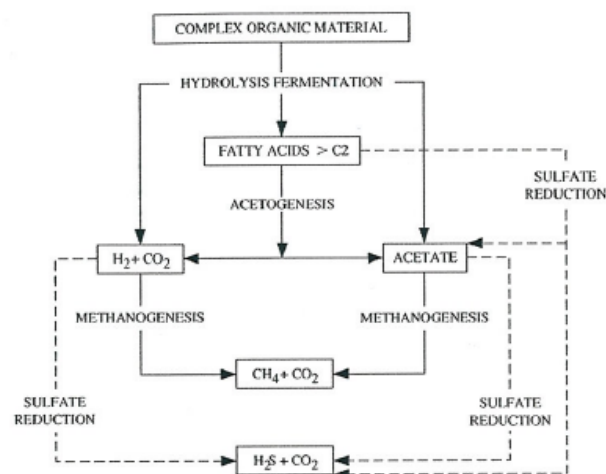 COMPLEX ORGANIC MATERIAL
HYDROLYSIS FERMENTATION
FATTY ACIDS > C2
SULFATE
REDUCTION
ACETOGENESIS
H₂ + CO₂
ACETATE
METHANOGENESIS
METHANOGENESIS
CH₄ + CO₂
SULFATE
REDUCTION
SULFATE
REDUCTION
H₂S + CO₂